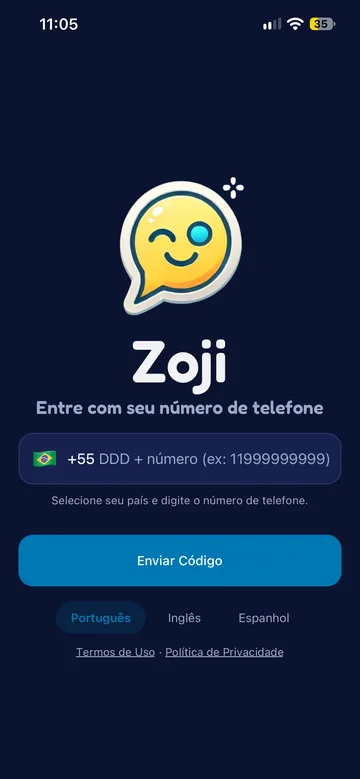 11:05
35
Zoji
Entre com seu número de telefone
+55 DDD + número (ex: 11999999999)
Selecione seu país e digite o número de telefone.
Enviar Código
Português Inglês Espanhol
Termos de Uso · Política de Privacidade